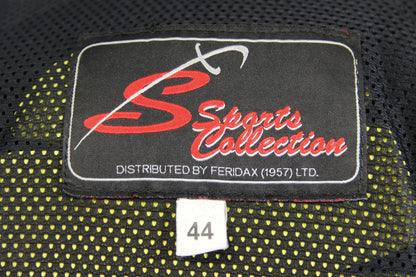 S
Sports
Collection
DISTRIBUTED BY FERIDAX (1957) LTD.
44